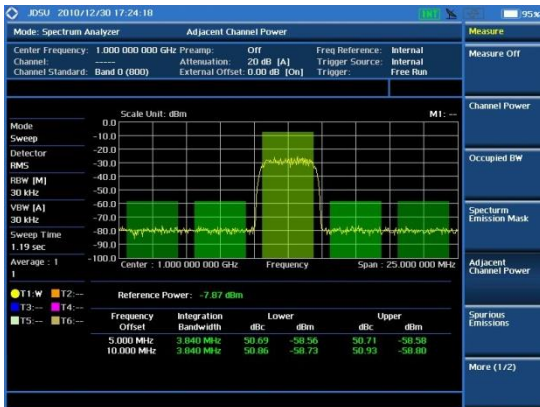 JDSU 2010/12/30 17:24:18 INT 95%
Mode: Spectrum Analyzer Adjacent Channel Power
Center Frequency: 1.000 000 000 GHz Preamp: Off Freq Reference: Internal
Channel: ----- Attenuation: 20 dB [A] Trigger Source: Internal
Channel Standard: Band 0 (800) External Offset: 0.00 dB [On] Trigger: Free Run
Mode
Sweep
Detector
RMS
RBW [M]
30 kHz
VBW [A]
30 kHz
Sweep Time
1.19 sec
Average : 1
1
T1:W T2:--
T3:-- T4:--
T5:-- T6:--
Scale Unit: dBm M1: --
0.0
-10.0
-20.0
-30.0
-40.0
-50.0
-60.0
-70.0
-80.0
-90.0
-100.0
Center : 1.000 000 000 GHz Frequency Span : 25.000 000 MHz
Reference Power: -7.87 dBm
Frequency Integration Lower Upper
Offset Bandwidth dBc dBm dBc dBm
5.000 MHz 3.840 MHz 50.69 -58.56 50.71 -58.58
10.000 MHz 3.840 MHz 50.86 -58.73 50.93 -58.80
Measure
Measure Off
Channel Power
Occupied BW
Specturm
Emission Mask
Adjacent
Channel Power
Spurious
Emissions
More (1/2)